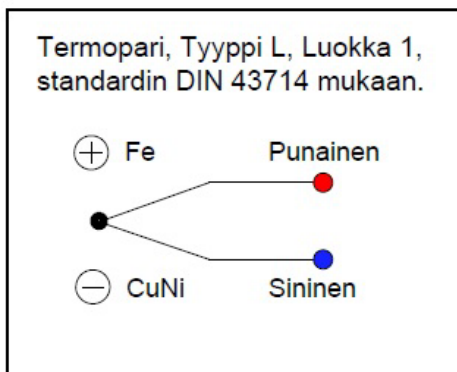 Termopari, Tyyppi L, Luokka 1,
standardin DIN 43714 mukaan.
+ Fe Punainen
− CuNi Sininen